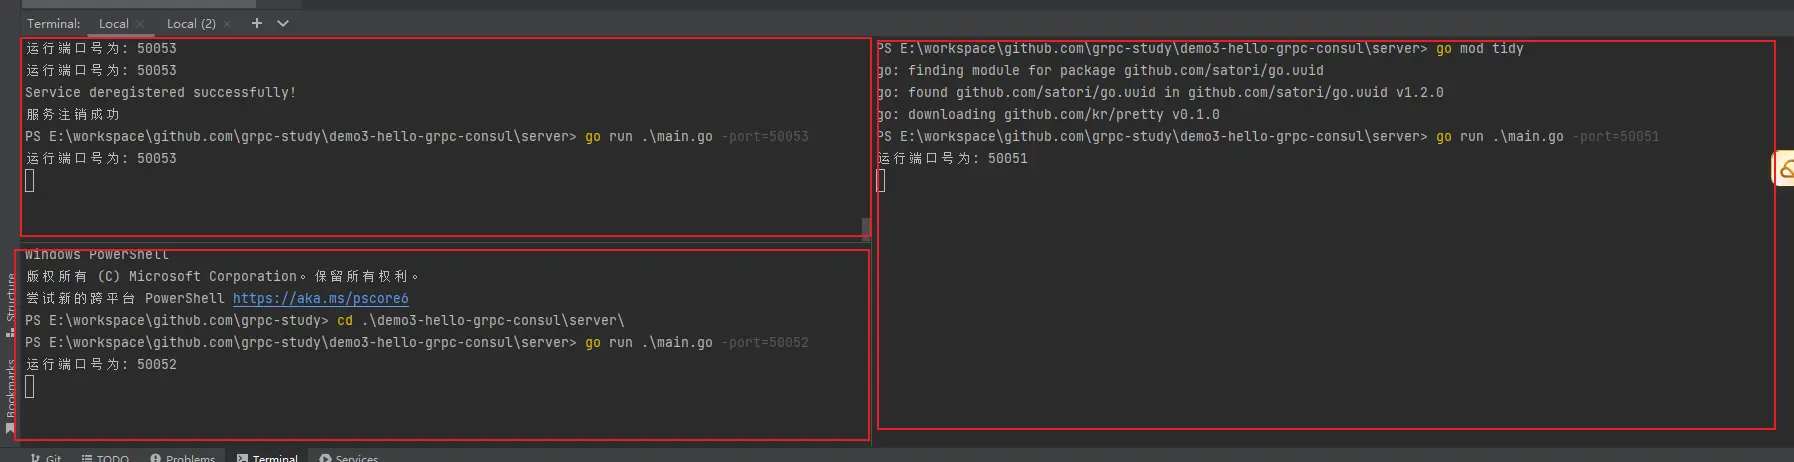 Terminal: Local × Local (2) × +
运行端口号为: 50053
运行端口号为: 50053
Service deregistered successfully!
服务注销成功
PS E:\workspace\github.com\grpc-study\demo3-hello-grpc-consul\server> go run .\main.go -port=50053
运行端口号为: 50053
Windows PowerShell
版权所有 (C) Microsoft Corporation。保留所有权利。
尝试新的跨平台 PowerShell https://aka.ms/pscore6
PS E:\workspace\github.com\grpc-study> cd .\demo3-hello-grpc-consul\server\
PS E:\workspace\github.com\grpc-study\demo3-hello-grpc-consul\server> go run .\main.go -port=50052
运行端口号为: 50052
PS E:\workspace\github.com\grpc-study\demo3-hello-grpc-consul\server> go mod tidy
go: finding module for package github.com/satori/go.uuid
go: found github.com/satori/go.uuid in github.com/satori/go.uuid v1.2.0
go: downloading github.com/kr/pretty v0.1.0
PS E:\workspace\github.com\grpc-study\demo3-hello-grpc-consul\server> go run .\main.go -port=50051
运行端口号为: 50051
Structure
Bookmarks
Git TODO Problems Terminal Services